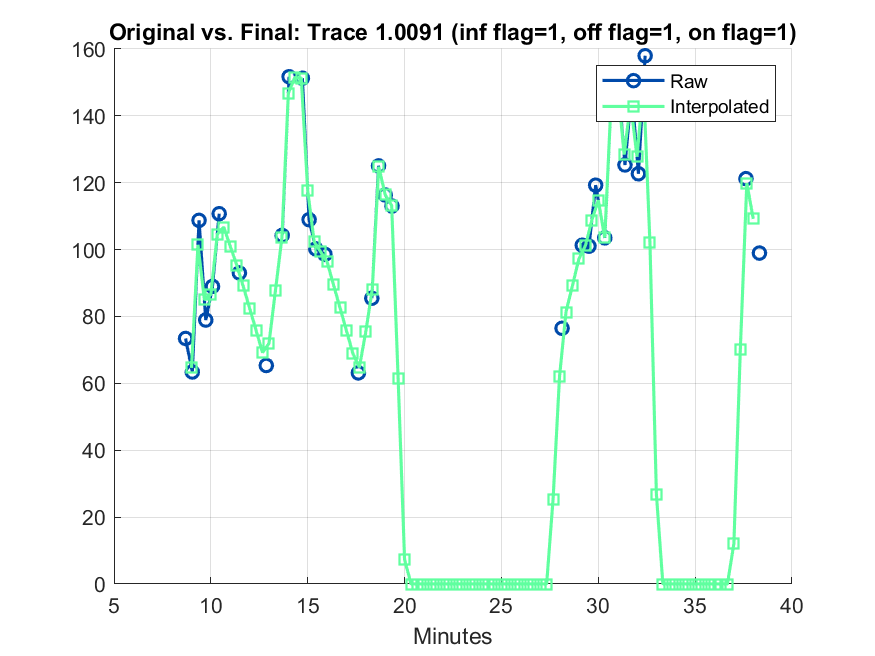 Original vs. Final: Trace 1.0091 (inf flag=1, off flag=1, on flag=1)
160
140
120
100
80
60
40
20
0
Raw
Interpolated
5 10 15 20 25 30 35 40
Minutes